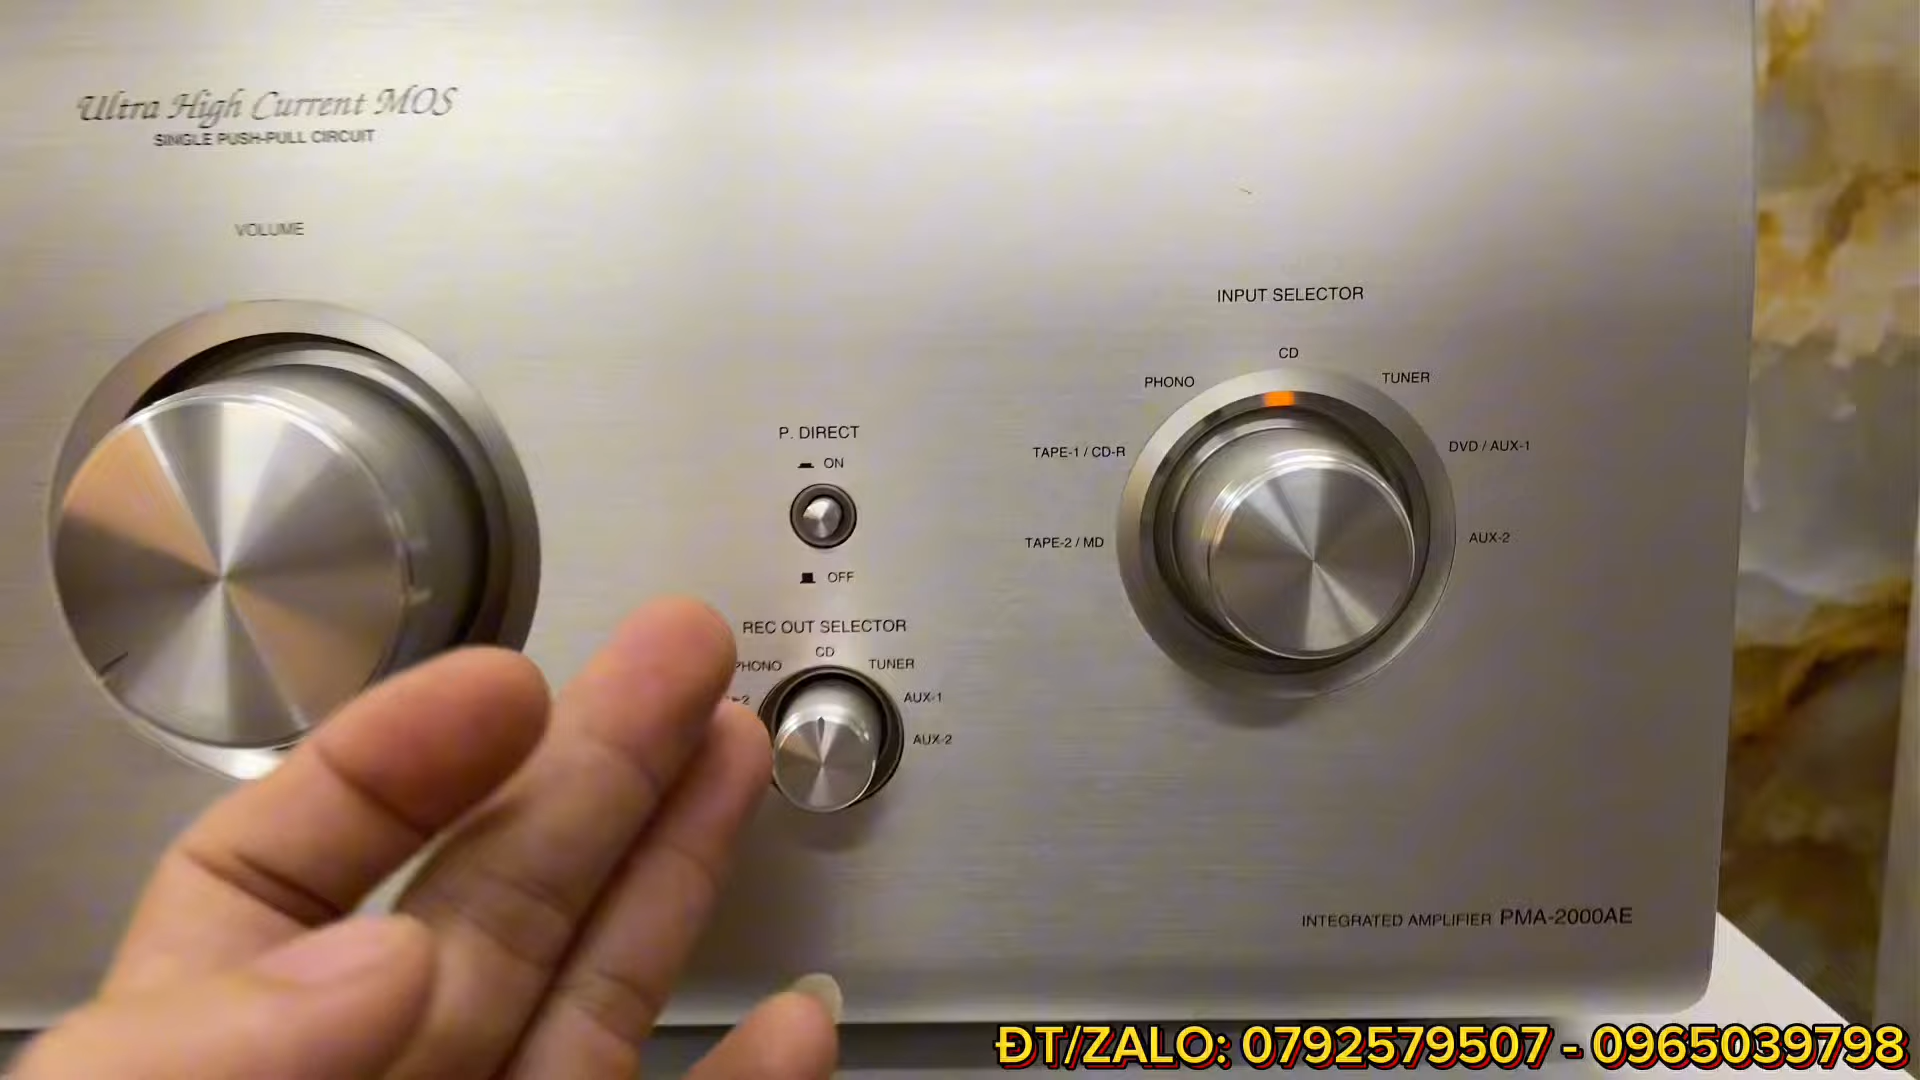 Ultra High Current MOS
SINGLE PUSH-PULL CIRCUIT
VOLUME
INPUT SELECTOR
CD
PHONO
TUNER
TAPE-1 / CD-R
DVD / AUX-1
TAPE-2 / MD
AUX-2
P. DIRECT
ON
OFF
REC OUT SELECTOR
CD
PHONO
TUNER
AUX-1
AUX-2
INTEGRATED AMPLIFIER PMA-2000AE
ĐT/ZALO: 0792579507 - 0965039798